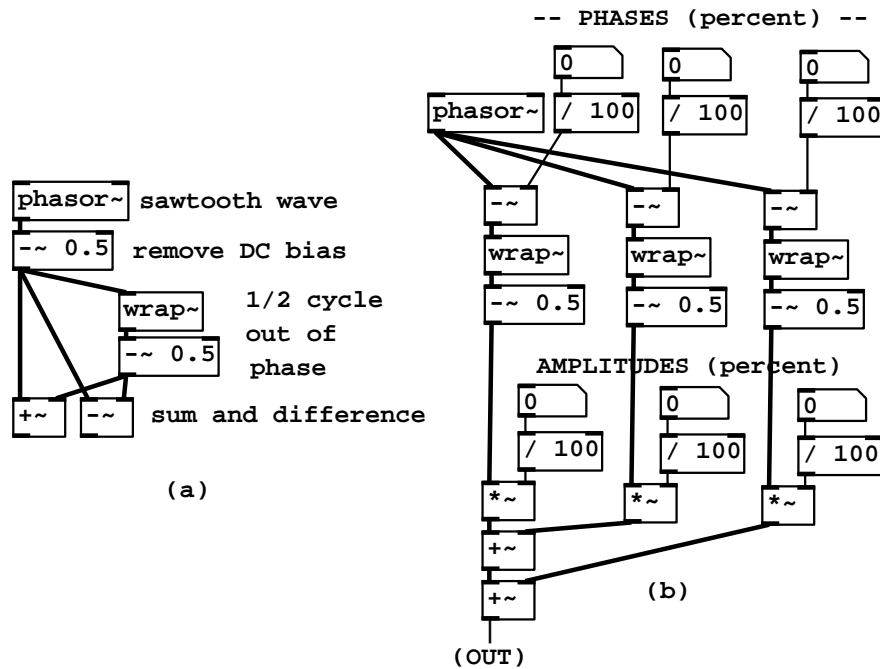 -- PHASES (percent) --
0
0
0
phasor~
/ 100
/ 100
/ 100
phasor~
sawtooth wave
-~
-~
-~
-~ 0.5
remove DC bias
wrap~
wrap~
wrap~
wrap~
1/2 cycle
out of
phase
-~ 0.5
-~ 0.5
-~ 0.5
-~ 0.5
AMPLITUDES (percent)
+~
-~
sum and difference
0
0
0
/ 100
/ 100
/ 100
(a)
*~
*~
*~
+~
+~
(b)
(OUT)